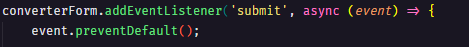 converterForm.addEventListener('submit', async (event) => {
    event.preventDefault();